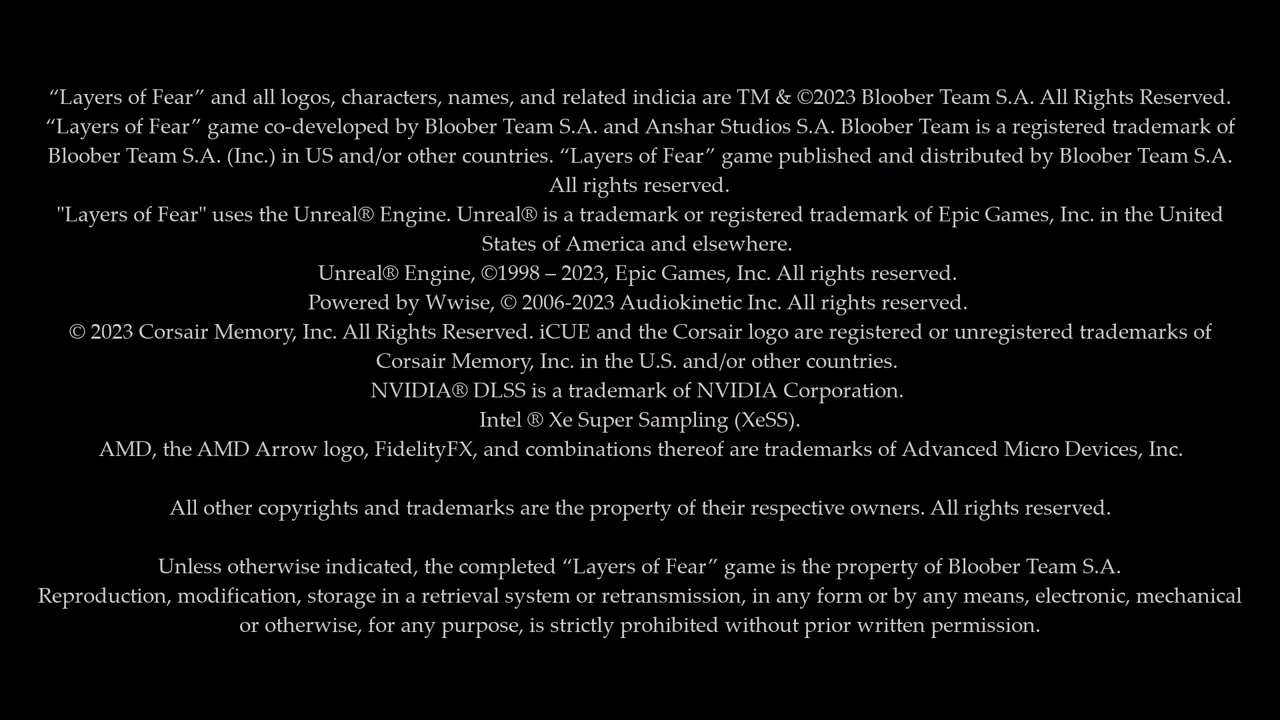 “Layers of Fear” and all logos, characters, names, and related indicia are TM & ©2023 Bloober Team S.A. All Rights Reserved.
“Layers of Fear” game co-developed by Bloober Team S.A. and Anshar Studios S.A. Bloober Team is a registered trademark of
Bloober Team S.A. (Inc.) in US and/or other countries. “Layers of Fear” game published and distributed by Bloober Team S.A.
All rights reserved.
"Layers of Fear" uses the Unreal® Engine. Unreal® is a trademark or registered trademark of Epic Games, Inc. in the United
States of America and elsewhere.
Unreal® Engine, ©1998 – 2023, Epic Games, Inc. All rights reserved.
Powered by Wwise, © 2006-2023 Audiokinetic Inc. All rights reserved.
© 2023 Corsair Memory, Inc. All Rights Reserved. iCUE and the Corsair logo are registered or unregistered trademarks of
Corsair Memory, Inc. in the U.S. and/or other countries.
NVIDIA® DLSS is a trademark of NVIDIA Corporation.
Intel ® Xe Super Sampling (XeSS).
AMD, the AMD Arrow logo, FidelityFX, and combinations thereof are trademarks of Advanced Micro Devices, Inc.
All other copyrights and trademarks are the property of their respective owners. All rights reserved.
Unless otherwise indicated, the completed “Layers of Fear” game is the property of Bloober Team S.A.
Reproduction, modification, storage in a retrieval system or retransmission, in any form or by any means, electronic, mechanical
or otherwise, for any purpose, is strictly prohibited without prior written permission.